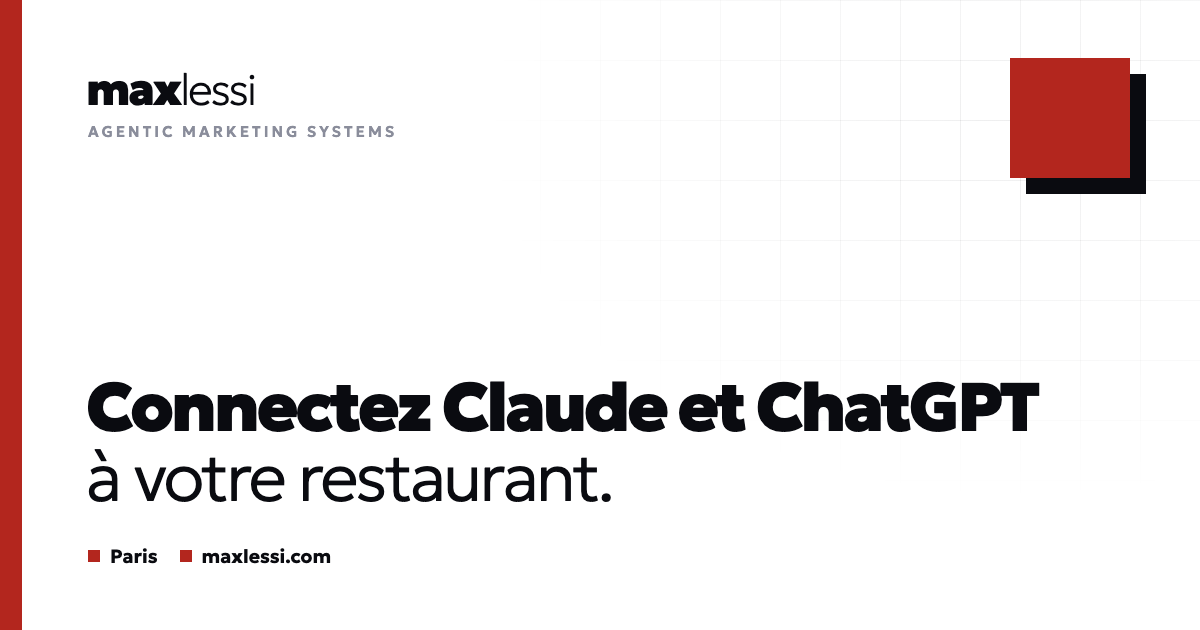 maxlessi
AGENTIC MARKETING SYSTEMS
Connectez Claude et ChatGPT
à votre restaurant.
Paris maxlessi.com